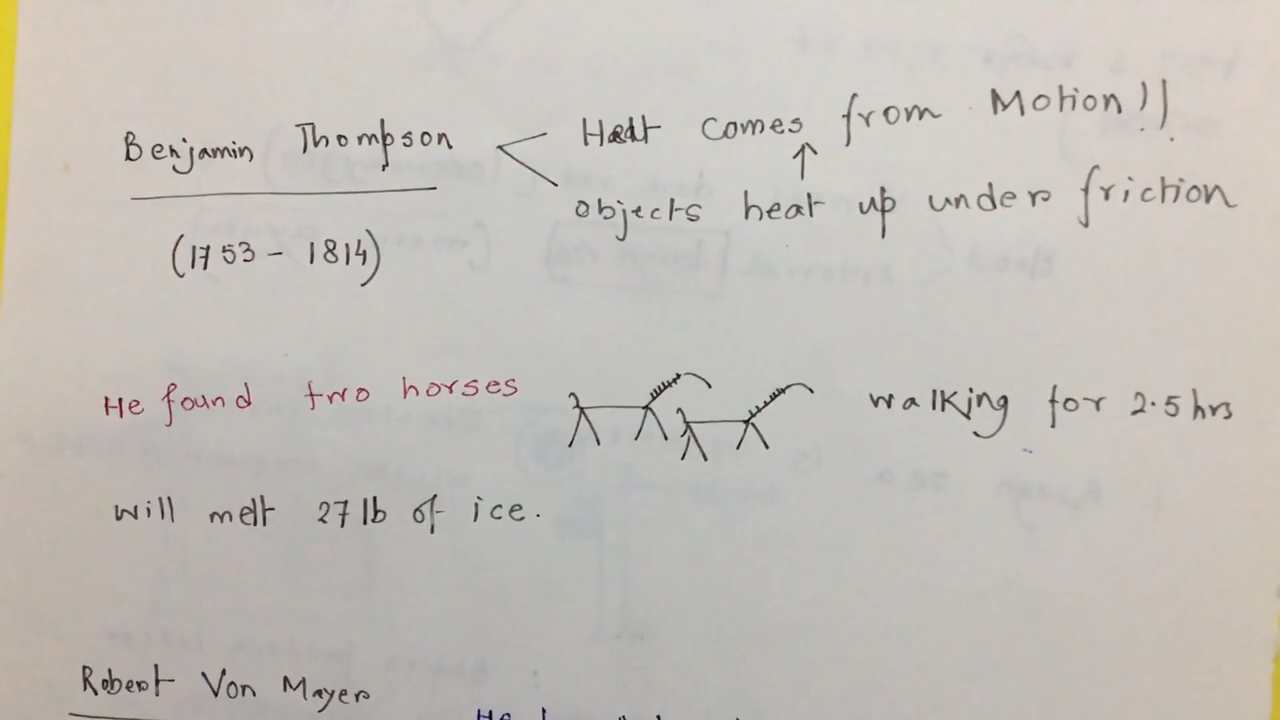 Benjamin Thompson
(1753 - 1814)
Heat comes from Motion!!
objects heat up under friction
He found two horses walking for 2.5 hrs
will melt 27 lb of ice.
Robert Von Mayer